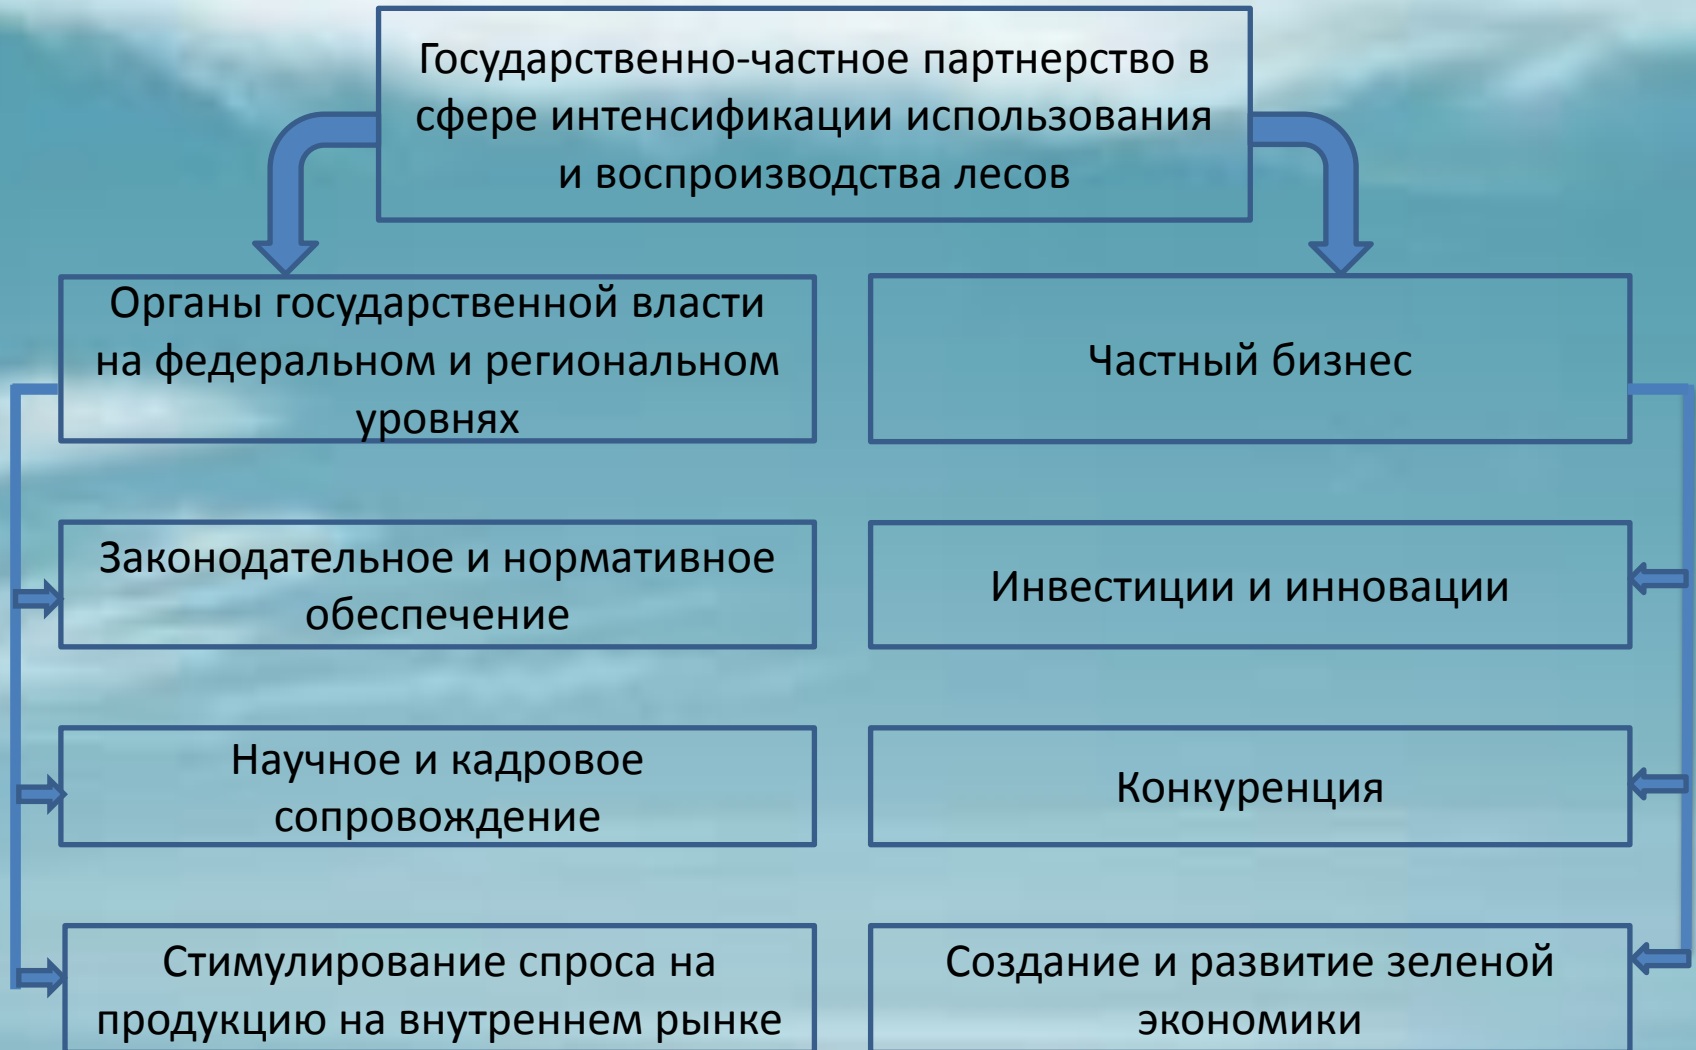 Государственно-частное партнерство в
сфере интенсификации использования
и воспроизводства лесов
Органы государственной власти
на федеральном и региональном
уровнях
Частный бизнес
Законодательное и нормативное
обеспечение
Инвестиции и инновации
Научное и кадровое
сопровождение
Конкуренция
Стимулирование спроса на
продукцию на внутреннем рынке
Создание и развитие зеленой
экономики